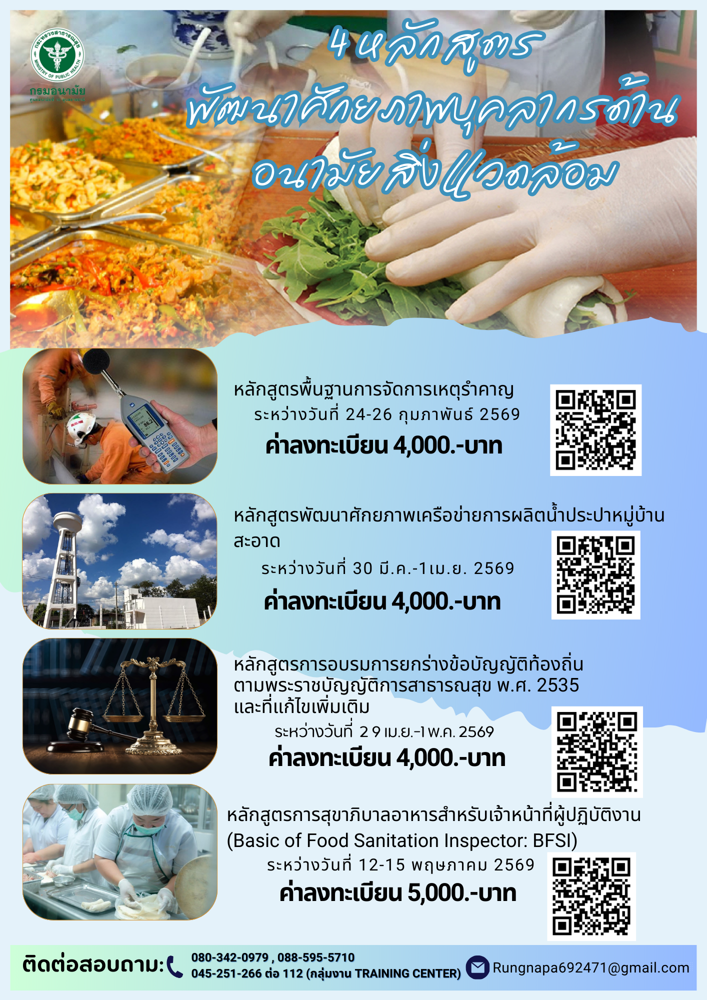 กระทรวงสาธารณสุข
MINISTRY OF PUBLIC HEALTH
กรมอนามัย
4 หลักสูตร
พัฒนาศักยภาพบุคลากรด้าน
อนามัยสิ่งแวดล้อม
หลักสูตรพื้นฐานการจัดการเหตุรำคาญ
ระหว่างวันที่ 24-26 กุมภาพันธ์ 2569
ค่าลงทะเบียน 4,000.-บาท
หลักสูตรพัฒนาศักยภาพเครือข่ายการผลิตน้ำประปาหมู่บ้าน
สะอาด
ระหว่างวันที่ 30 มี.ค.-1เม.ย. 2569
ค่าลงทะเบียน 4,000.-บาท
หลักสูตรการอบรมการยกร่างข้อบัญญัติท้องถิ่น
ตามพระราชบัญญัติการสาธารณสุข พ.ศ. 2535
และที่แก้ไขเพิ่มเติม
ระหว่างวันที่ 2 9 เม.ย.-1 พ.ค. 2569
ค่าลงทะเบียน 4,000.-บาท
หลักสูตรการสุขาภิบาลอาหารสำหรับเจ้าหน้าที่ผู้ปฏิบัติงาน
(Basic of Food Sanitation Inspector: BFSI)
ระหว่างวันที่ 12-15 พฤษภาคม 2569
ค่าลงทะเบียน 5,000.-บาท
ติดต่อสอบถาม:
080-342-0979 , 088-595-5710
045-251-266 ต่อ 112 (กลุ่มงาน TRAINING CENTER)
Rungnapa692471@gmail.com